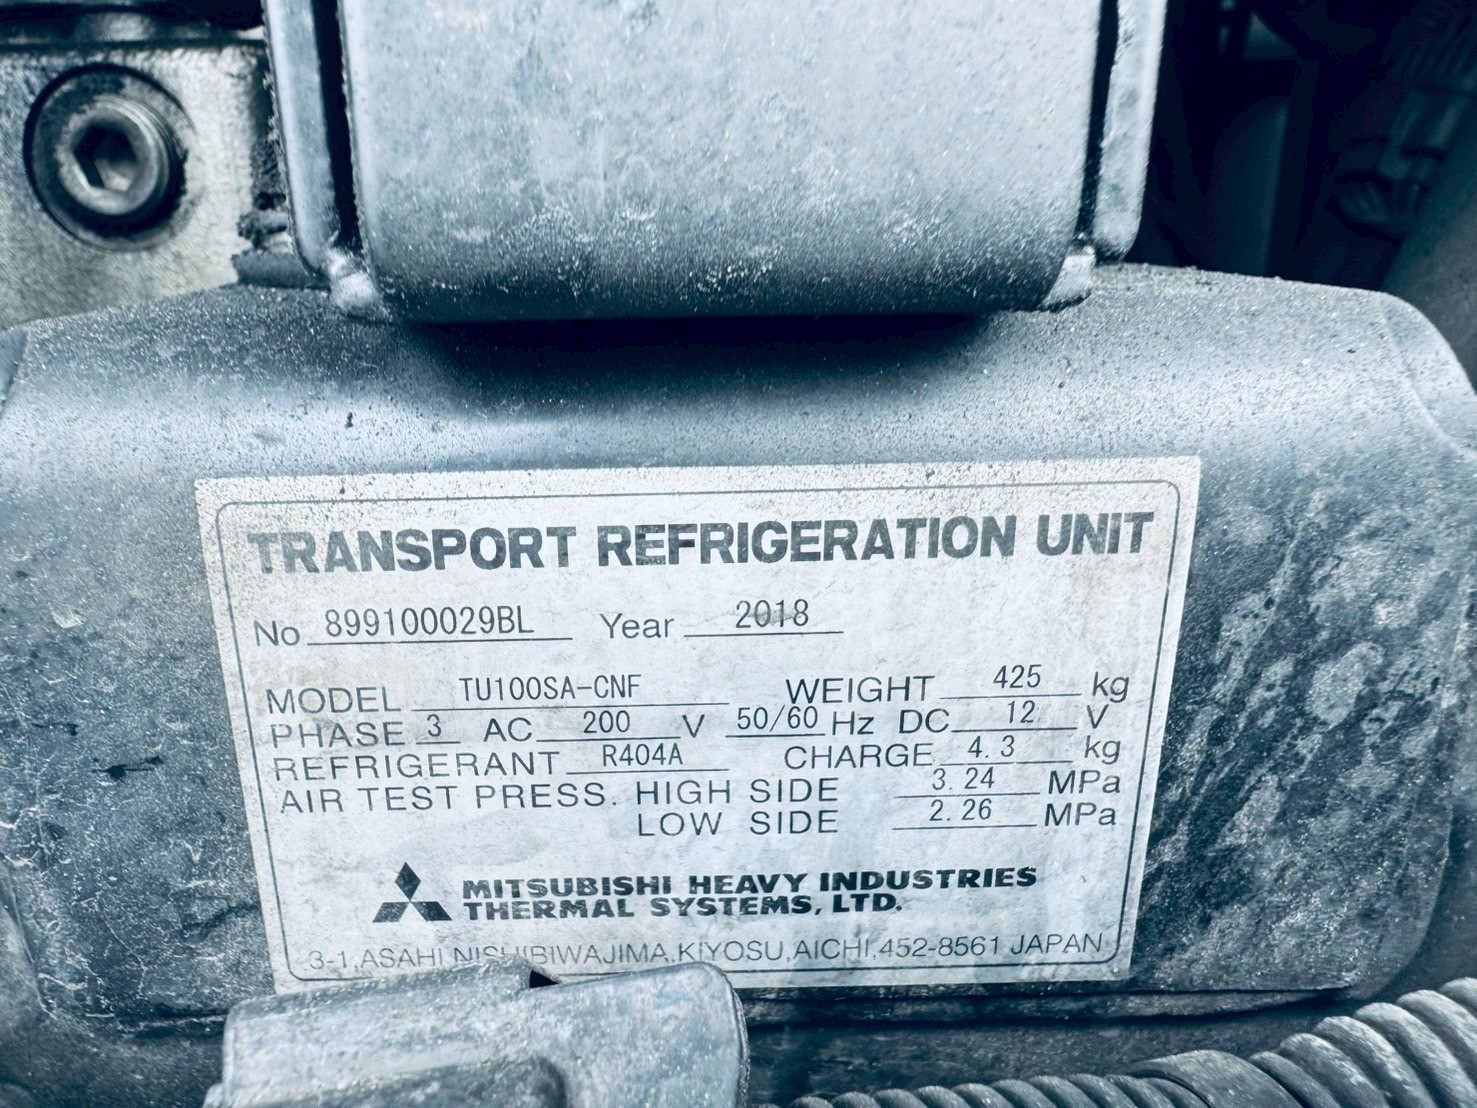 TRANSPORT REFRIGERATION UNIT
No 899100029BL Year 2018
MODEL TU100SA-CNF WEIGHT 425 kg
PHASE 3 AC 200 V 50/60 Hz DC 12 V
REFRIGERANT R404A CHARGE 4.3 kg
AIR TEST PRESS. HIGH SIDE 3.24 MPa
LOW SIDE 2.26 MPa
MITSUBISHI HEAVY INDUSTRIES
THERMAL SYSTEMS, LTD.
3-1,ASAHI,NISHIBIWAJIMA,KIYOSU,AICHI,452-8561 JAPAN